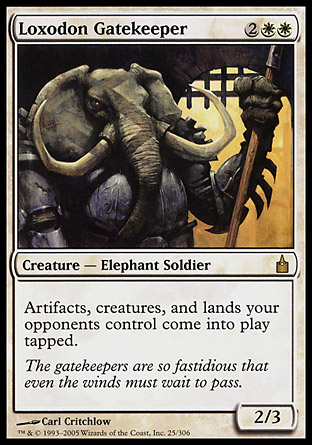 Loxodon Gatekeeper 2
Creature — Elephant Soldier
Artifacts, creatures, and lands your
opponents control come into play
tapped.
The gatekeepers are so fastidious that
even the winds must wait to pass.
Carl Critchlow
™ & © 1993–2005 Wizards of the Coast, Inc. 25/306
2/3